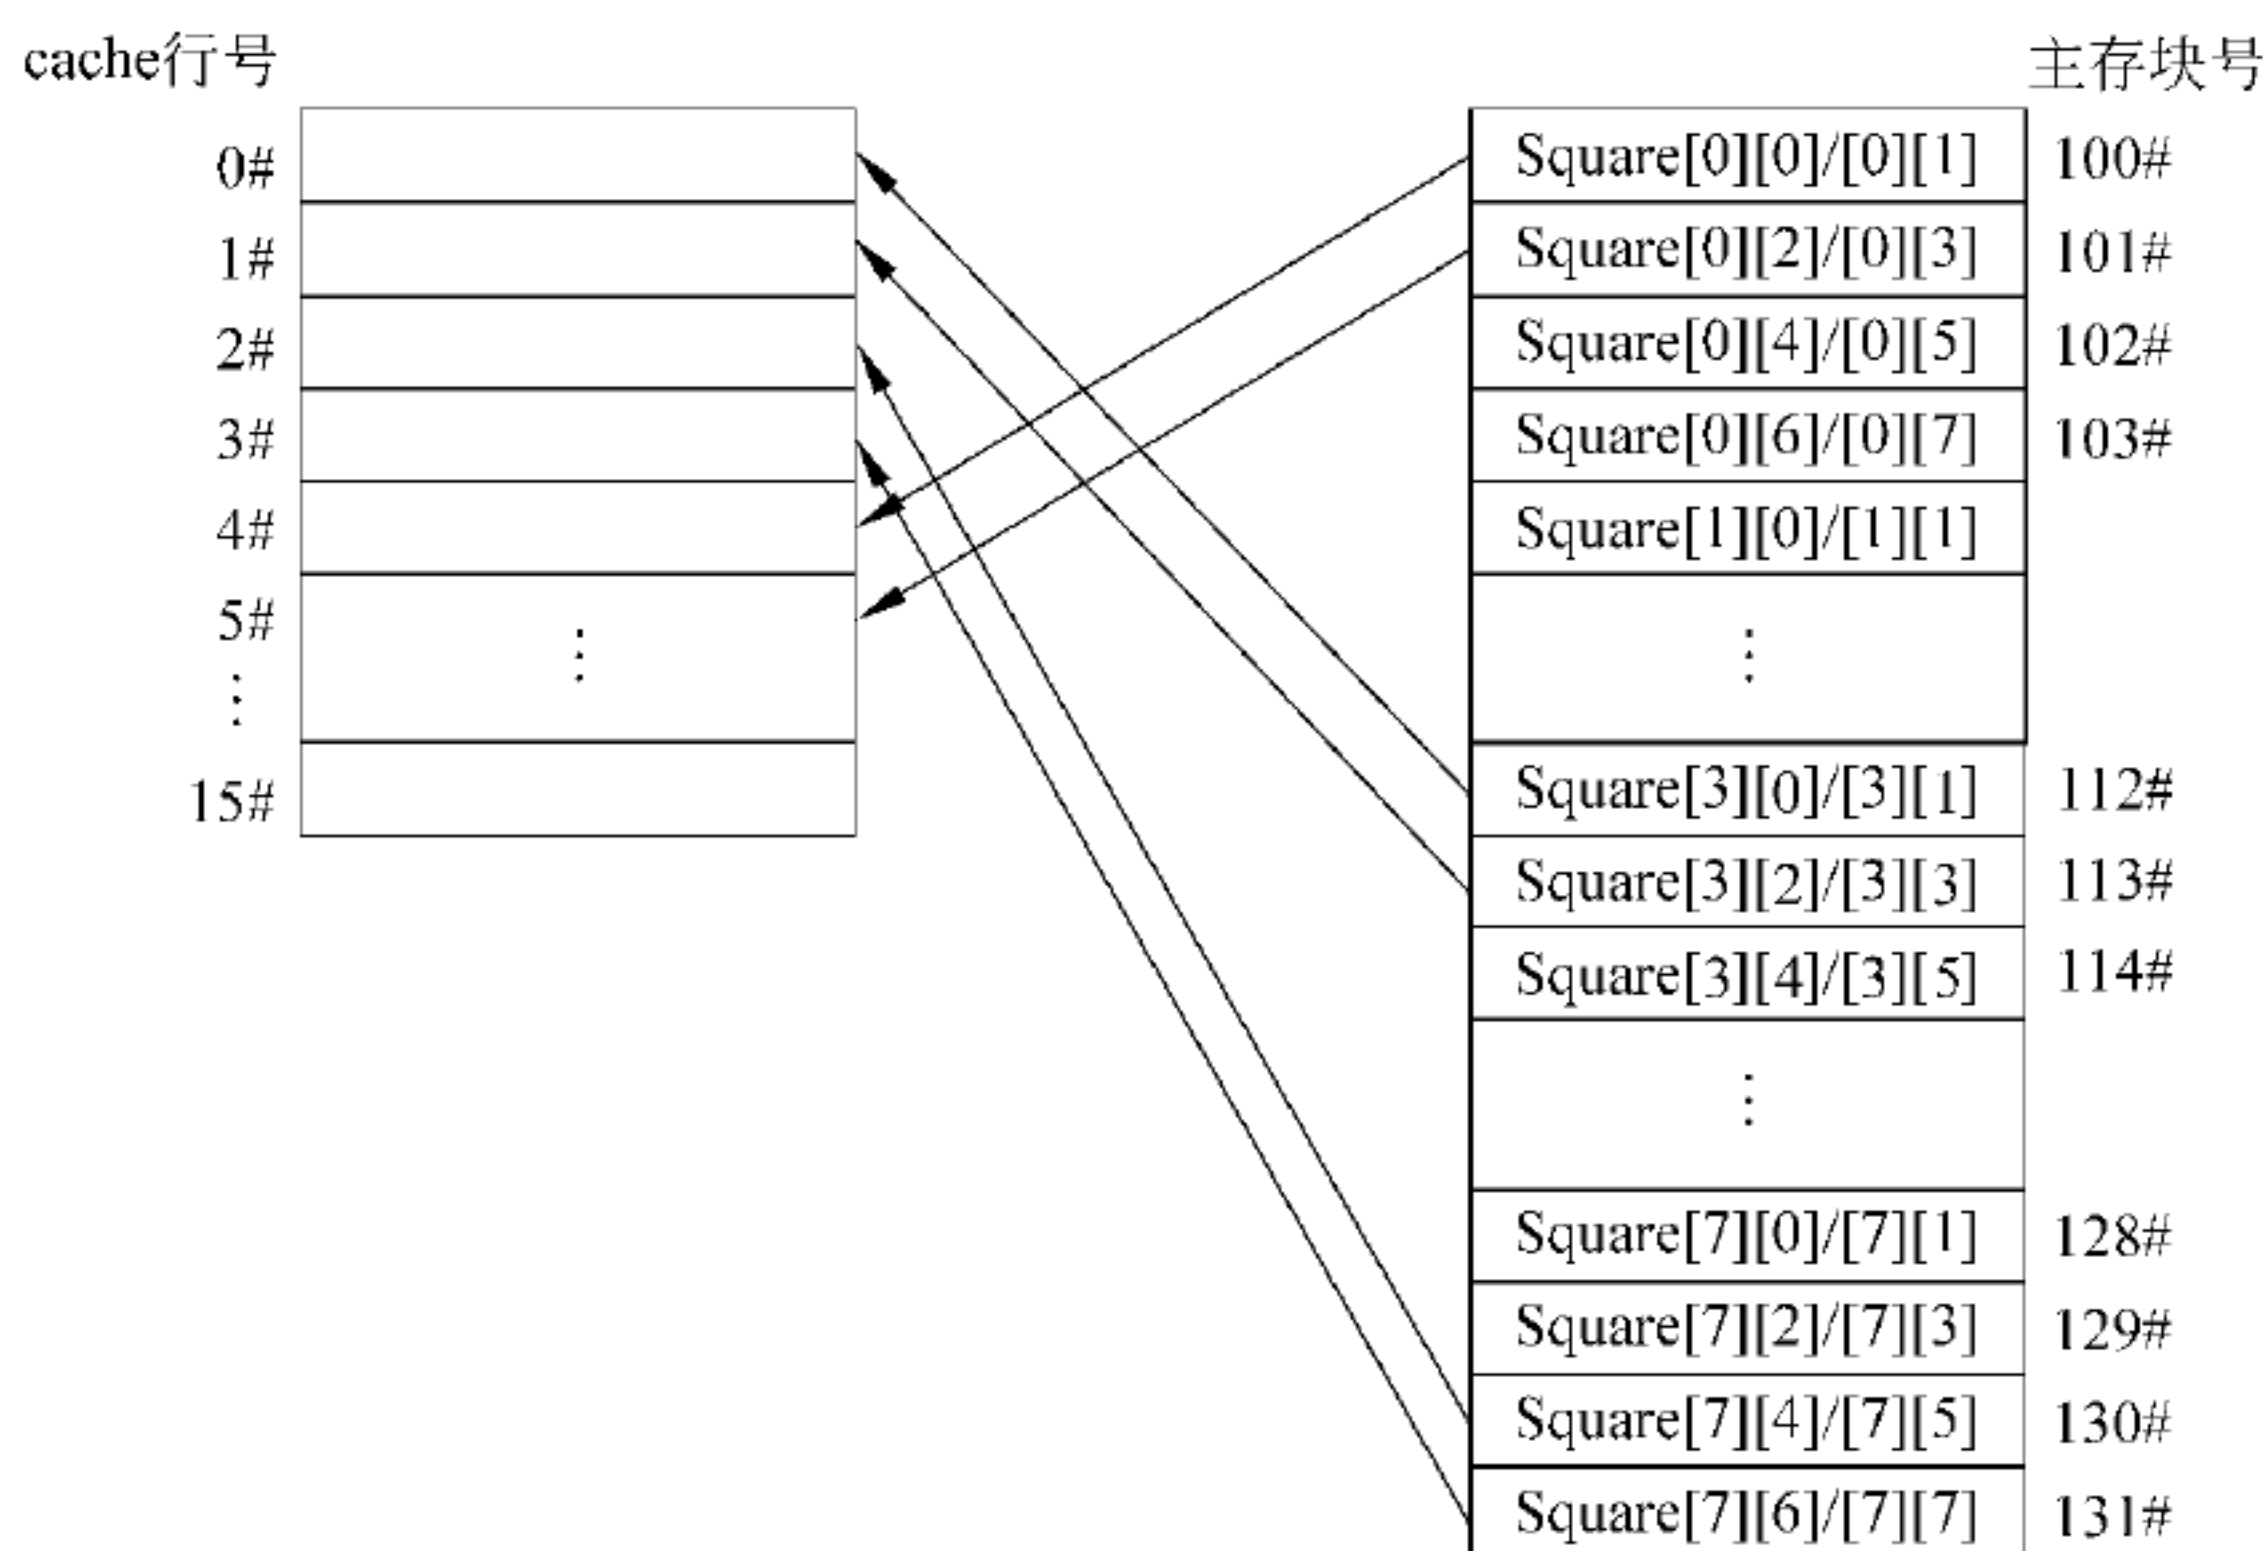 cache行号
主存块号
0#
1#
2#
3#
4#
5#
⋮
15#
⋮
Square[0][0]/[0][1] 100#
Square[0][2]/[0][3] 101#
Square[0][4]/[0][5] 102#
Square[0][6]/[0][7] 103#
Square[1][0]/[1][1]
⋮
Square[3][0]/[3][1] 112#
Square[3][2]/[3][3] 113#
Square[3][4]/[3][5] 114#
⋮
Square[7][0]/[7][1] 128#
Square[7][2]/[7][3] 129#
Square[7][4]/[7][5] 130#
Square[7][6]/[7][7] 131#